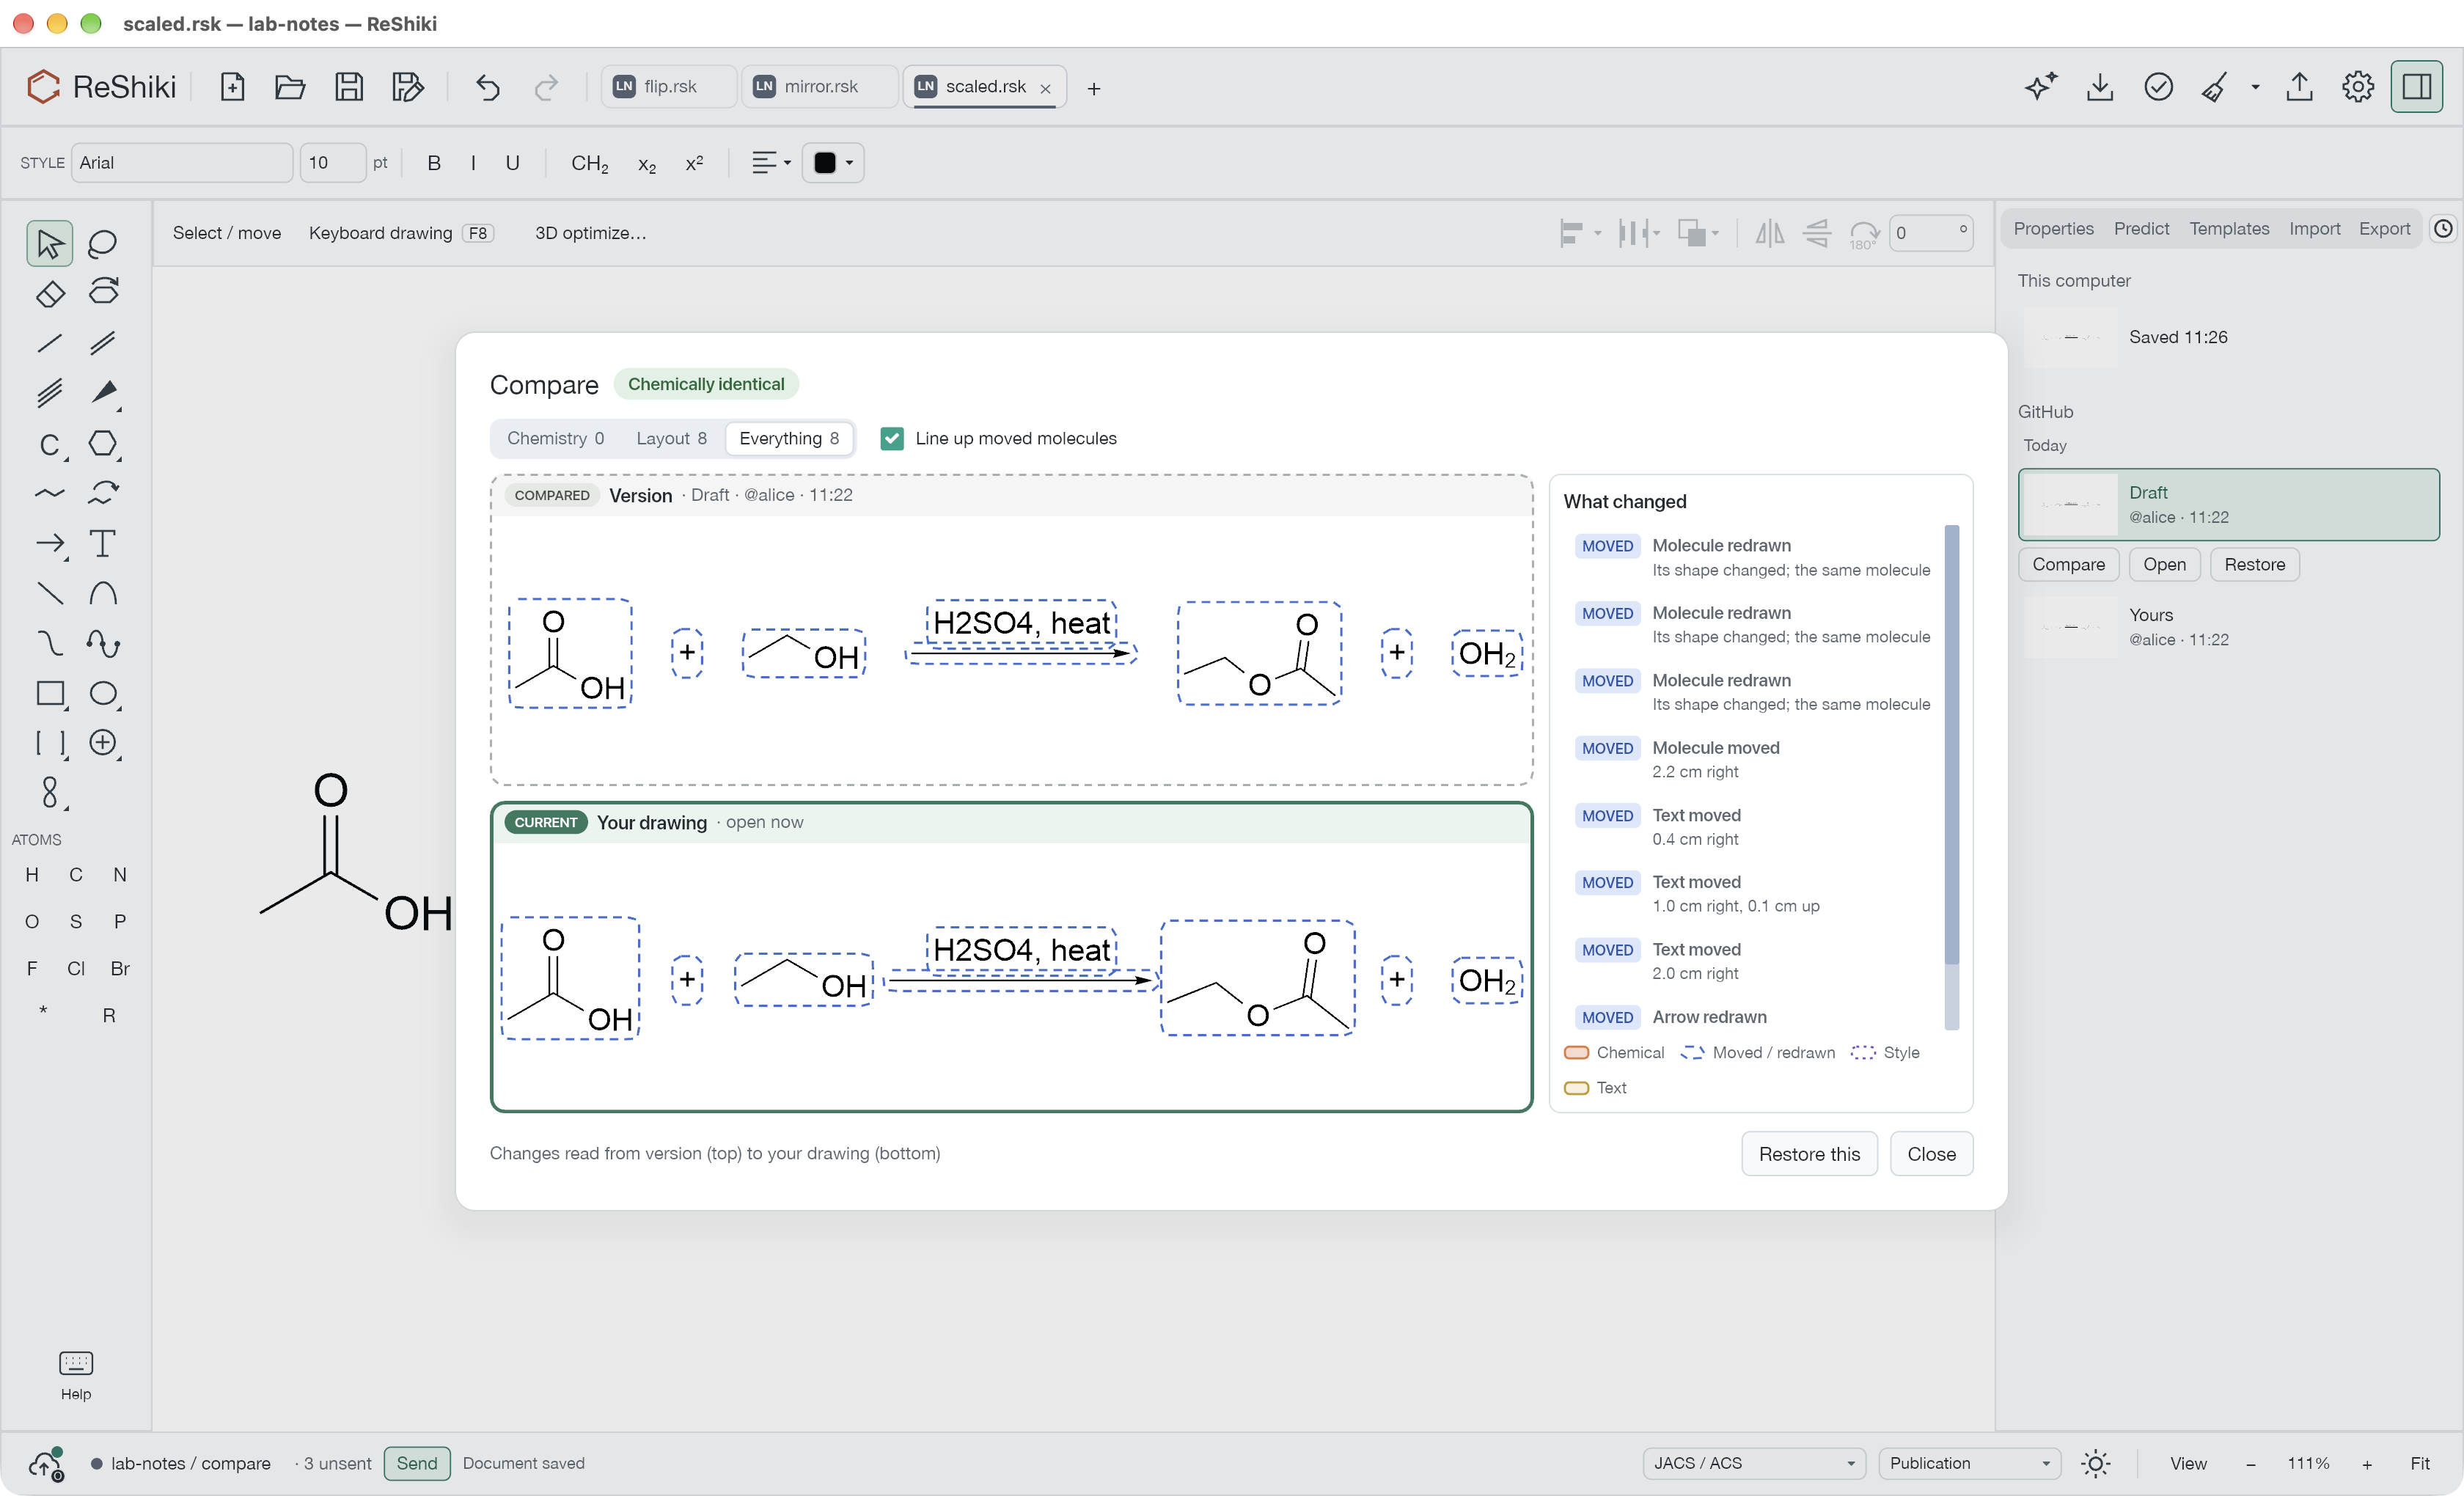 scaled.rsk — lab-notes — ReShiki
ReShiki
LN flip.rsk
LN mirror.rsk
LN scaled.rsk ×
+
STYLE Arial 10 pt B I U CH₂ x₂ x²
Select / move Keyboard drawing F8 3D optimize...
180° 0 °
Properties Predict Templates Import Export
C
T
[ ]
ATOMS
H C N
O S P
F Cl Br
* R
Help
O
OH
Compare Chemically identical
Chemistry 0 Layout 8 Everything 8 Line up moved molecules
COMPARED Version · Draft · @alice · 11:22
O
OH
+
OH
H2SO4, heat
O
O
+
OH₂
CURRENT Your drawing · open now
O
OH
+
OH
H2SO4, heat
O
O
+
OH₂
What changed
MOVED Molecule redrawn
Its shape changed; the same molecule
MOVED Molecule redrawn
Its shape changed; the same molecule
MOVED Molecule redrawn
Its shape changed; the same molecule
MOVED Molecule moved
2.2 cm right
MOVED Text moved
0.4 cm right
MOVED Text moved
1.0 cm right, 0.1 cm up
MOVED Text moved
2.0 cm right
MOVED Arrow redrawn
Chemical Moved / redrawn Style
Text
Changes read from version (top) to your drawing (bottom)
Restore this Close
This computer
Saved 11:26
GitHub
Today
Draft
@alice · 11:22
Compare Open Restore
Yours
@alice · 11:22
lab-notes / compare · 3 unsent Send Document saved
JACS / ACS Publication View − 111% + Fit